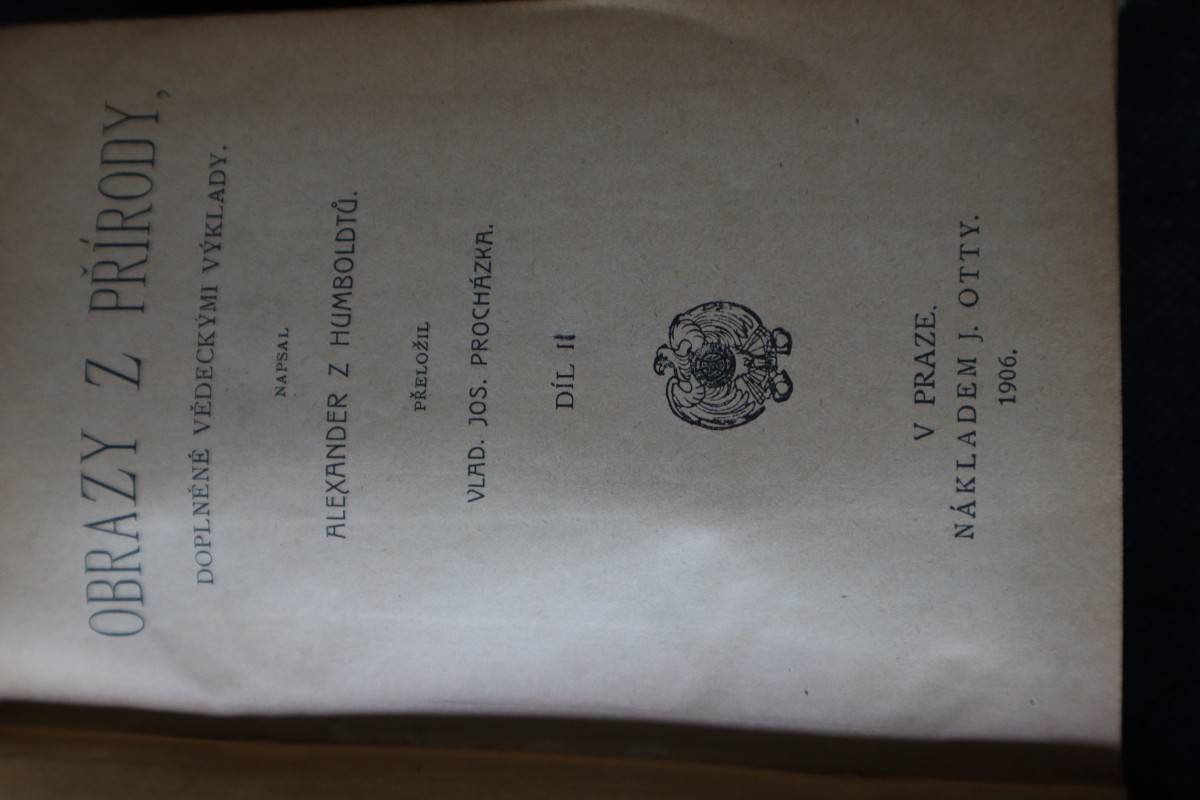 OBRAZY Z PŘÍRODY,
DOPLNĚNÉ VĚDECKÝMI VÝKLADY.
NAPSAL
ALEXANDER Z HUMBOLDTŮ.
PŘELOŽIL
VLAD. JOS. PROCHÁZKA.
DÍL II
V PRAZE.
NÁKLADEM J. OTTY.
1906.